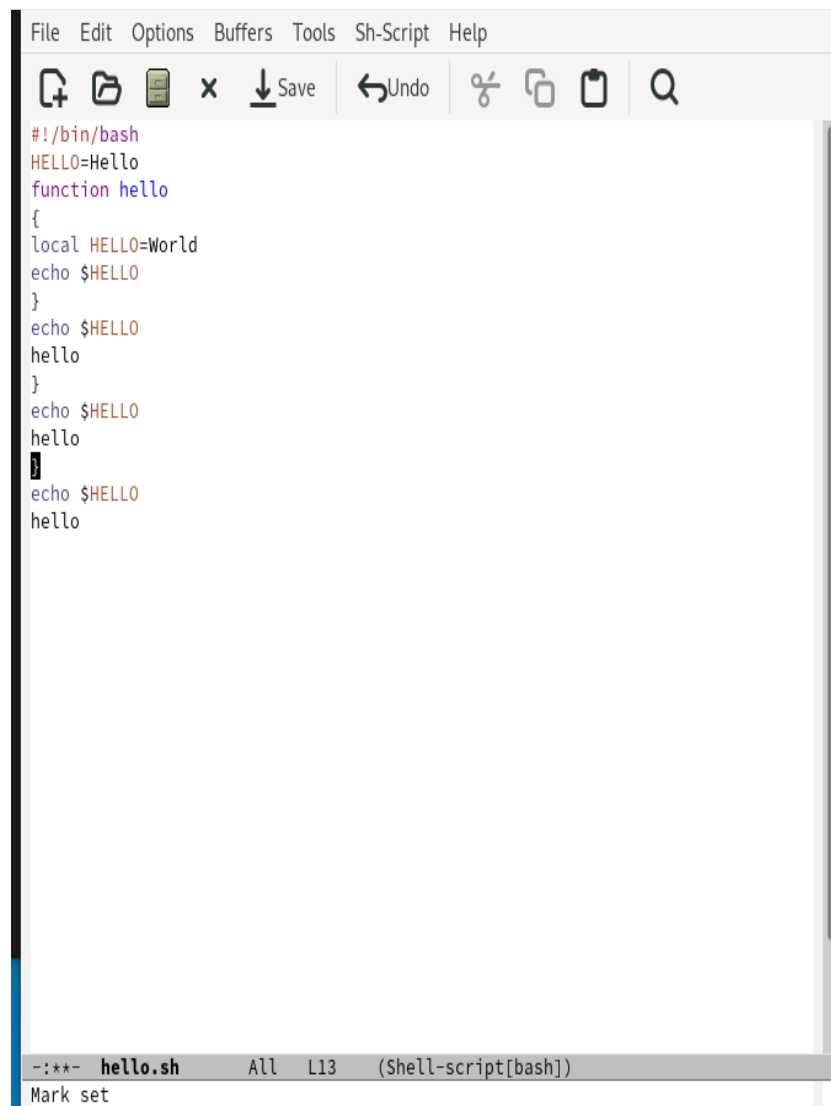 File Edit Options Buffers Tools Sh-Script Help
Save Undo
#!/bin/bash
HELLO=Hello
function hello
{
local HELLO=World
echo $HELLO
}
echo $HELLO
hello
}
echo $HELLO
hello
}
echo $HELLO
hello
-:**- hello.sh All L13 (Shell-script[bash])
Mark set